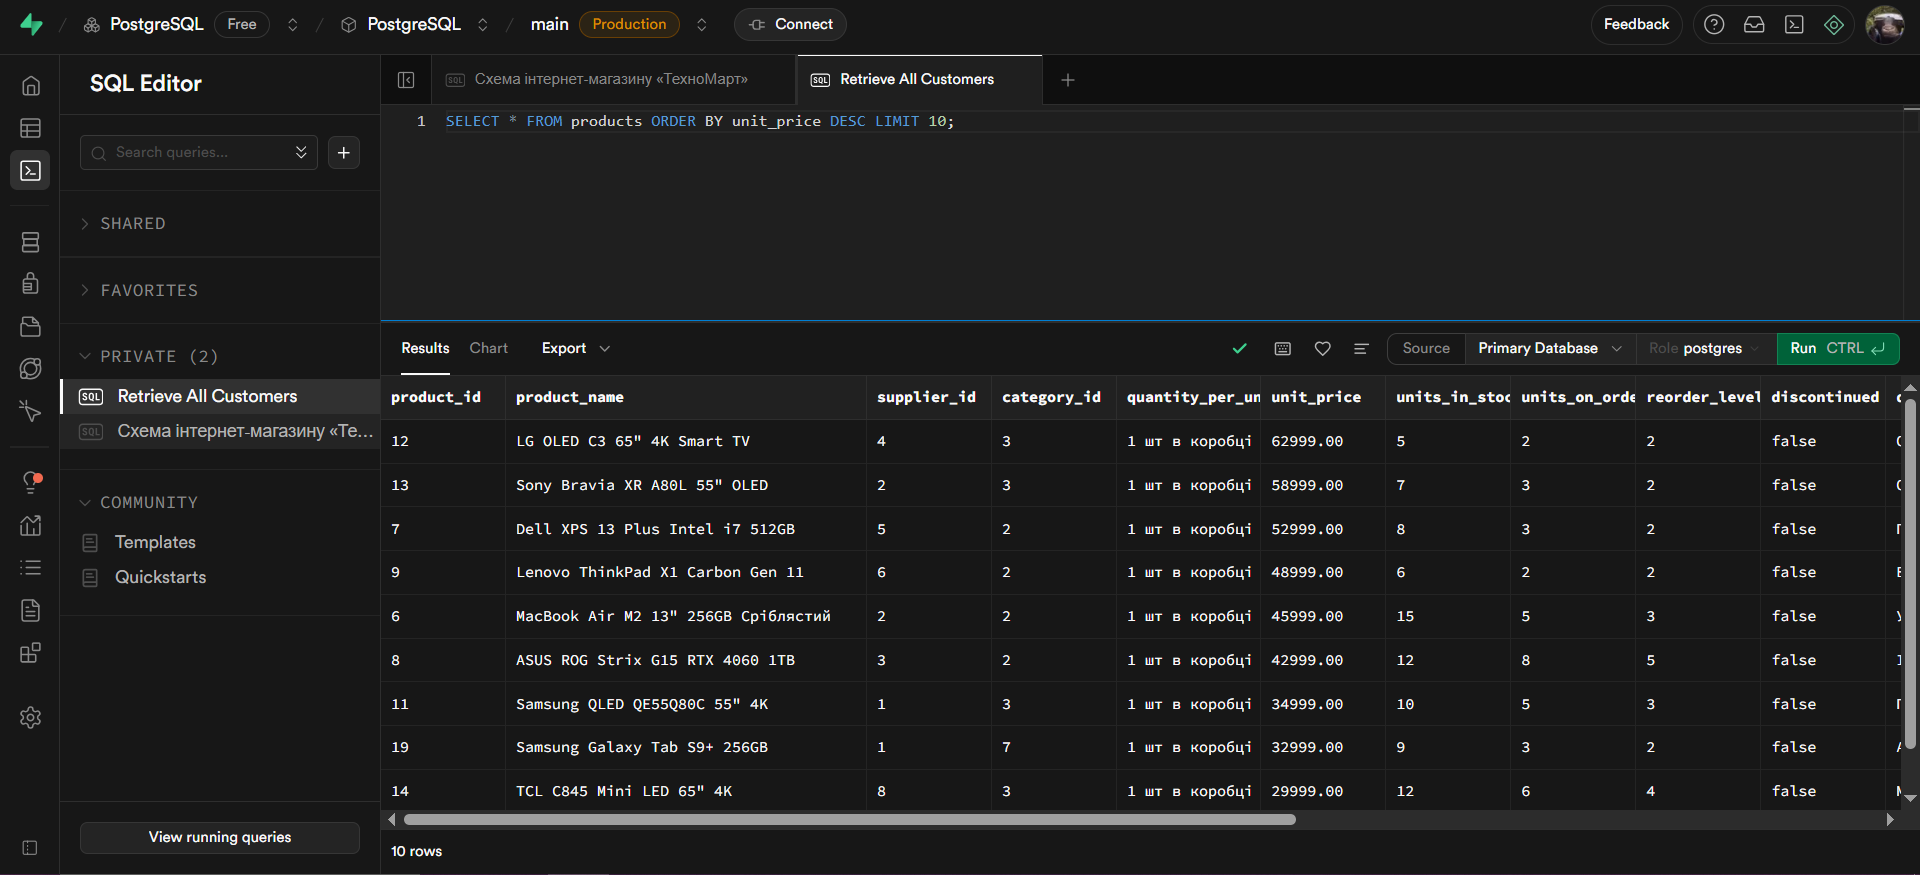 PostgreSQL Free / PostgreSQL / main Production Connect Feedback
SQL Editor
Search queries...
SHARED
FAVORITES
PRIVATE (2)
SQL Retrieve All Customers
SQL Схема інтернет-магазину «Те...
COMMUNITY
Templates
Quickstarts
View running queries
SQL Схема інтернет-магазину «ТехноМарт» SQL Retrieve All Customers
1 SELECT * FROM products ORDER BY unit_price DESC LIMIT 10;
Results Chart Export Source Primary Database Role postgres Run CTRL
product_id product_name supplier_id category_id quantity_per_un unit_price units_in_stoc units_on_orde reorder_level discontinued
12 LG OLED C3 65" 4K Smart TV 4 3 1 шт в коробці 62999.00 5 2 2 false
13 Sony Bravia XR A80L 55" OLED 2 3 1 шт в коробці 58999.00 7 3 2 false
7 Dell XPS 13 Plus Intel i7 512GB 5 2 1 шт в коробці 52999.00 8 3 2 false
9 Lenovo ThinkPad X1 Carbon Gen 11 6 2 1 шт в коробці 48999.00 6 2 2 false
6 MacBook Air M2 13" 256GB Сріблястий 2 2 1 шт в коробці 45999.00 15 5 3 false
8 ASUS ROG Strix G15 RTX 4060 1TB 3 2 1 шт в коробці 42999.00 12 8 5 false
11 Samsung QLED QE55Q80C 55" 4K 1 3 1 шт в коробці 34999.00 10 5 3 false
19 Samsung Galaxy Tab S9+ 256GB 1 7 1 шт в коробці 32999.00 9 3 2 false
14 TCL C845 Mini LED 65" 4K 8 3 1 шт в коробці 29999.00 12 6 4 false
10 rows